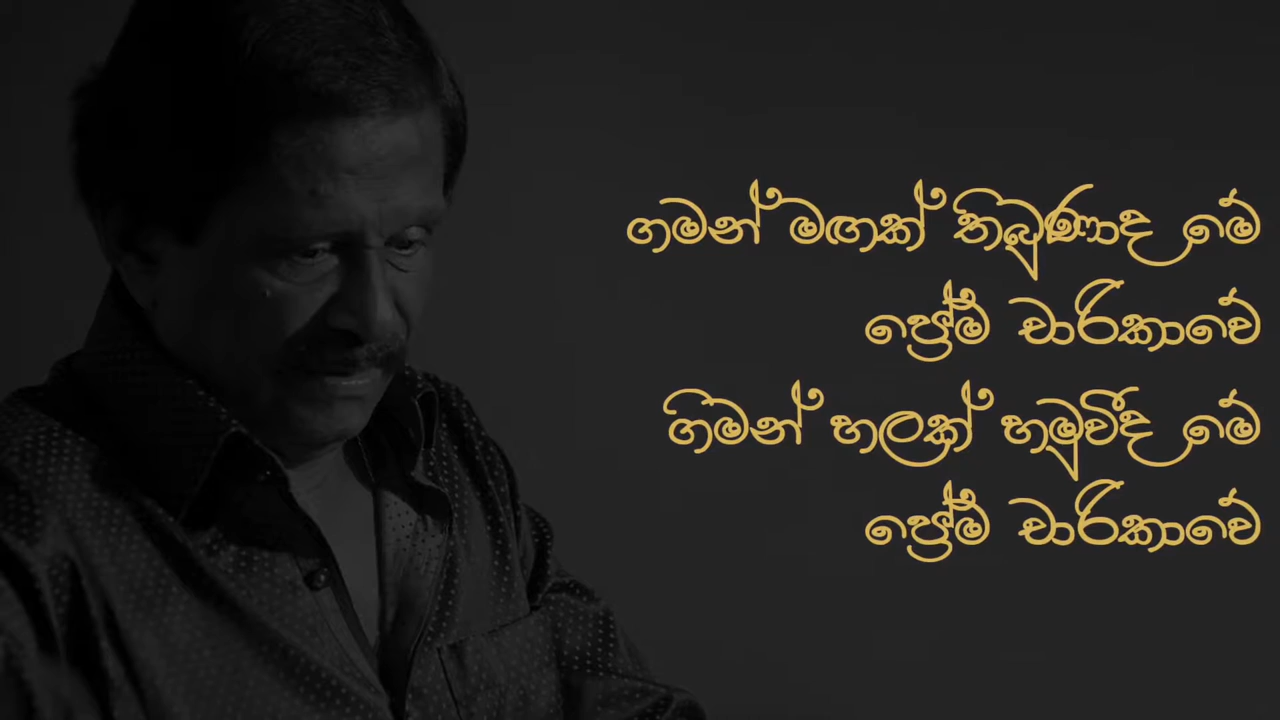 ගමන් මඟක් තිබුණාද මේ
ප්‍රේම චාරිකාවේ
ගිමන් හලක් හමුවීද මේ
ප්‍රේම චාරිකාවේ